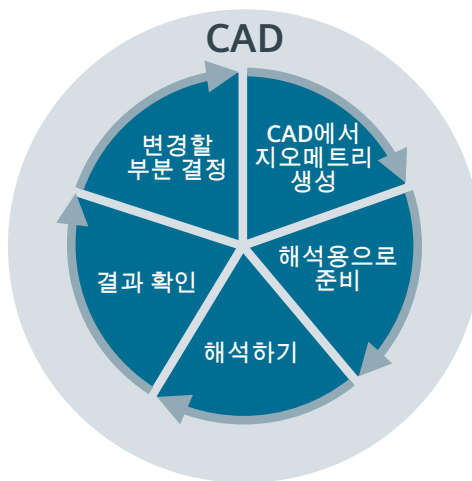 CAD
CAD에서
지오메트리
생성
해석용으로
준비
해석하기
결과 확인
변경할
부분 결정